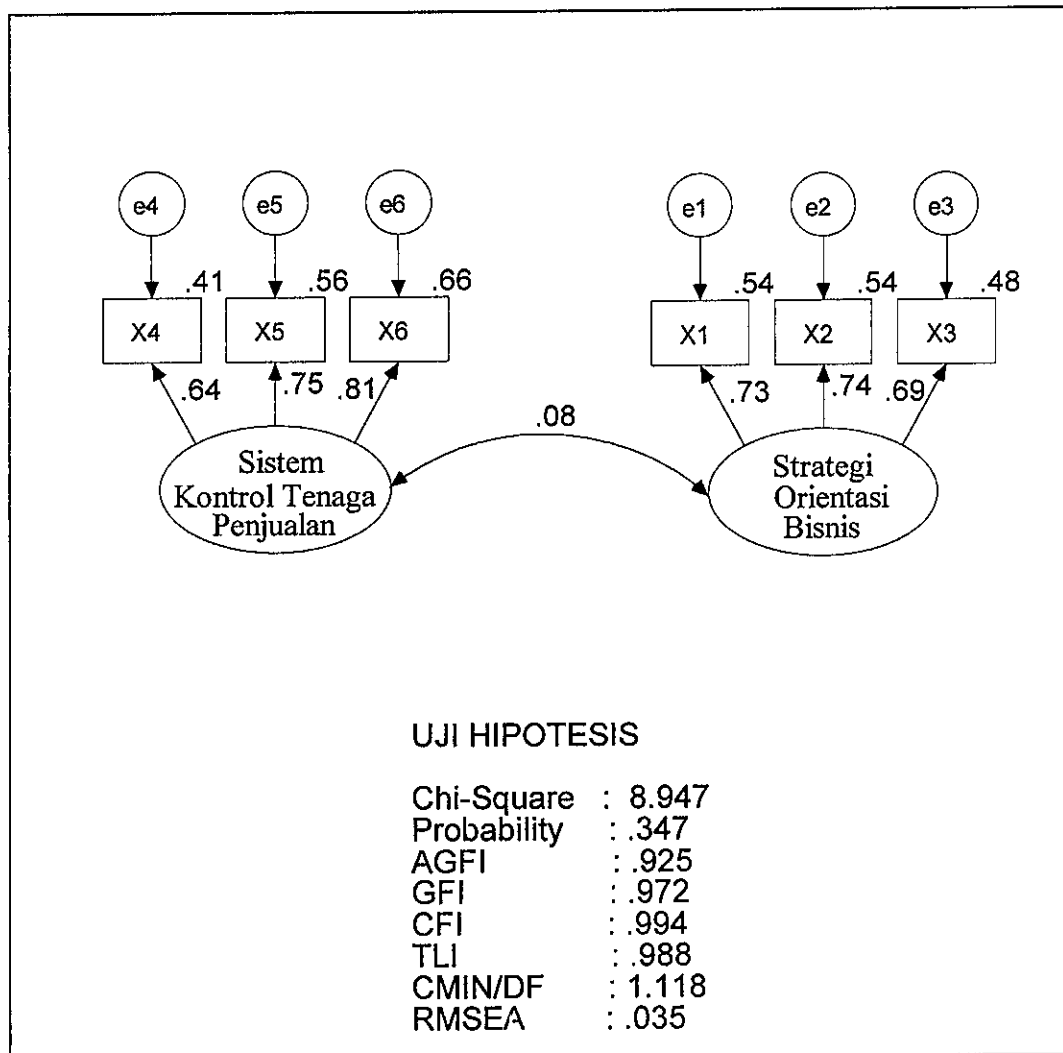 e4 e5 e6 e1 e2 e3
.41 .56 .66 .54 .54 .48
X4 X5 X6 X1 X2 X3
.64 .75 .81 .73 .74 .69
.08
Sistem
Kontrol Tenaga
Penjualan
Strategi
Orientasi
Bisnis
UJI HIPOTESIS
Chi-Square : 8.947
Probability : .347
AGFI : .925
GFI : .972
CFI : .994
TLI : .988
CMIN/DF : 1.118
RMSEA : .035